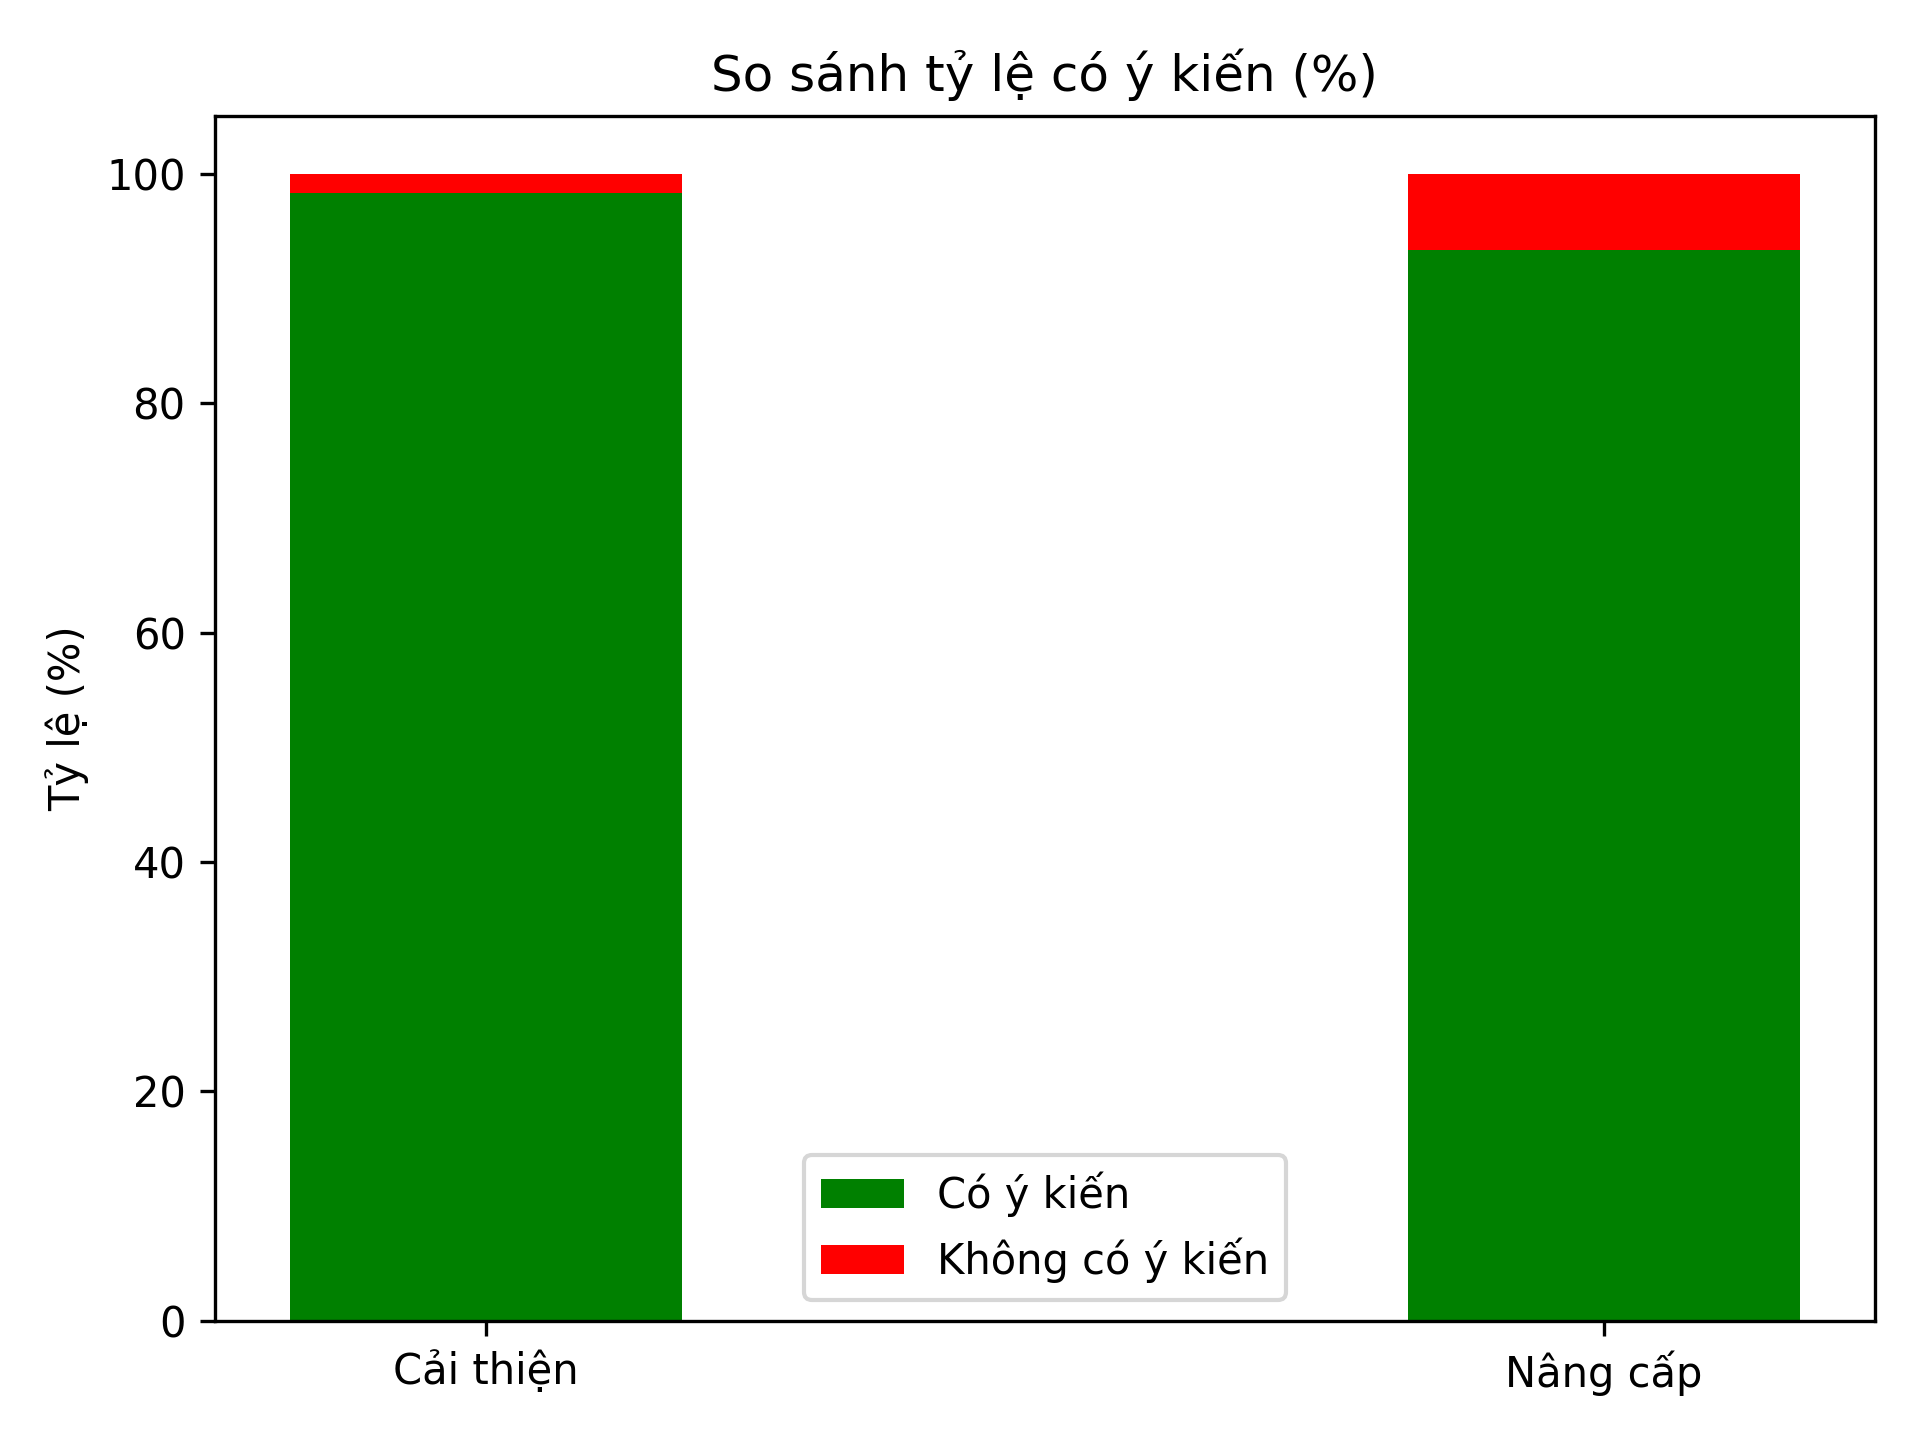 So sánh tỷ lệ có ý kiến (%)
Tỷ lệ (%)
100
80
60
40
20
0
Có ý kiến
Không có ý kiến
Cải thiện
Nâng cấp